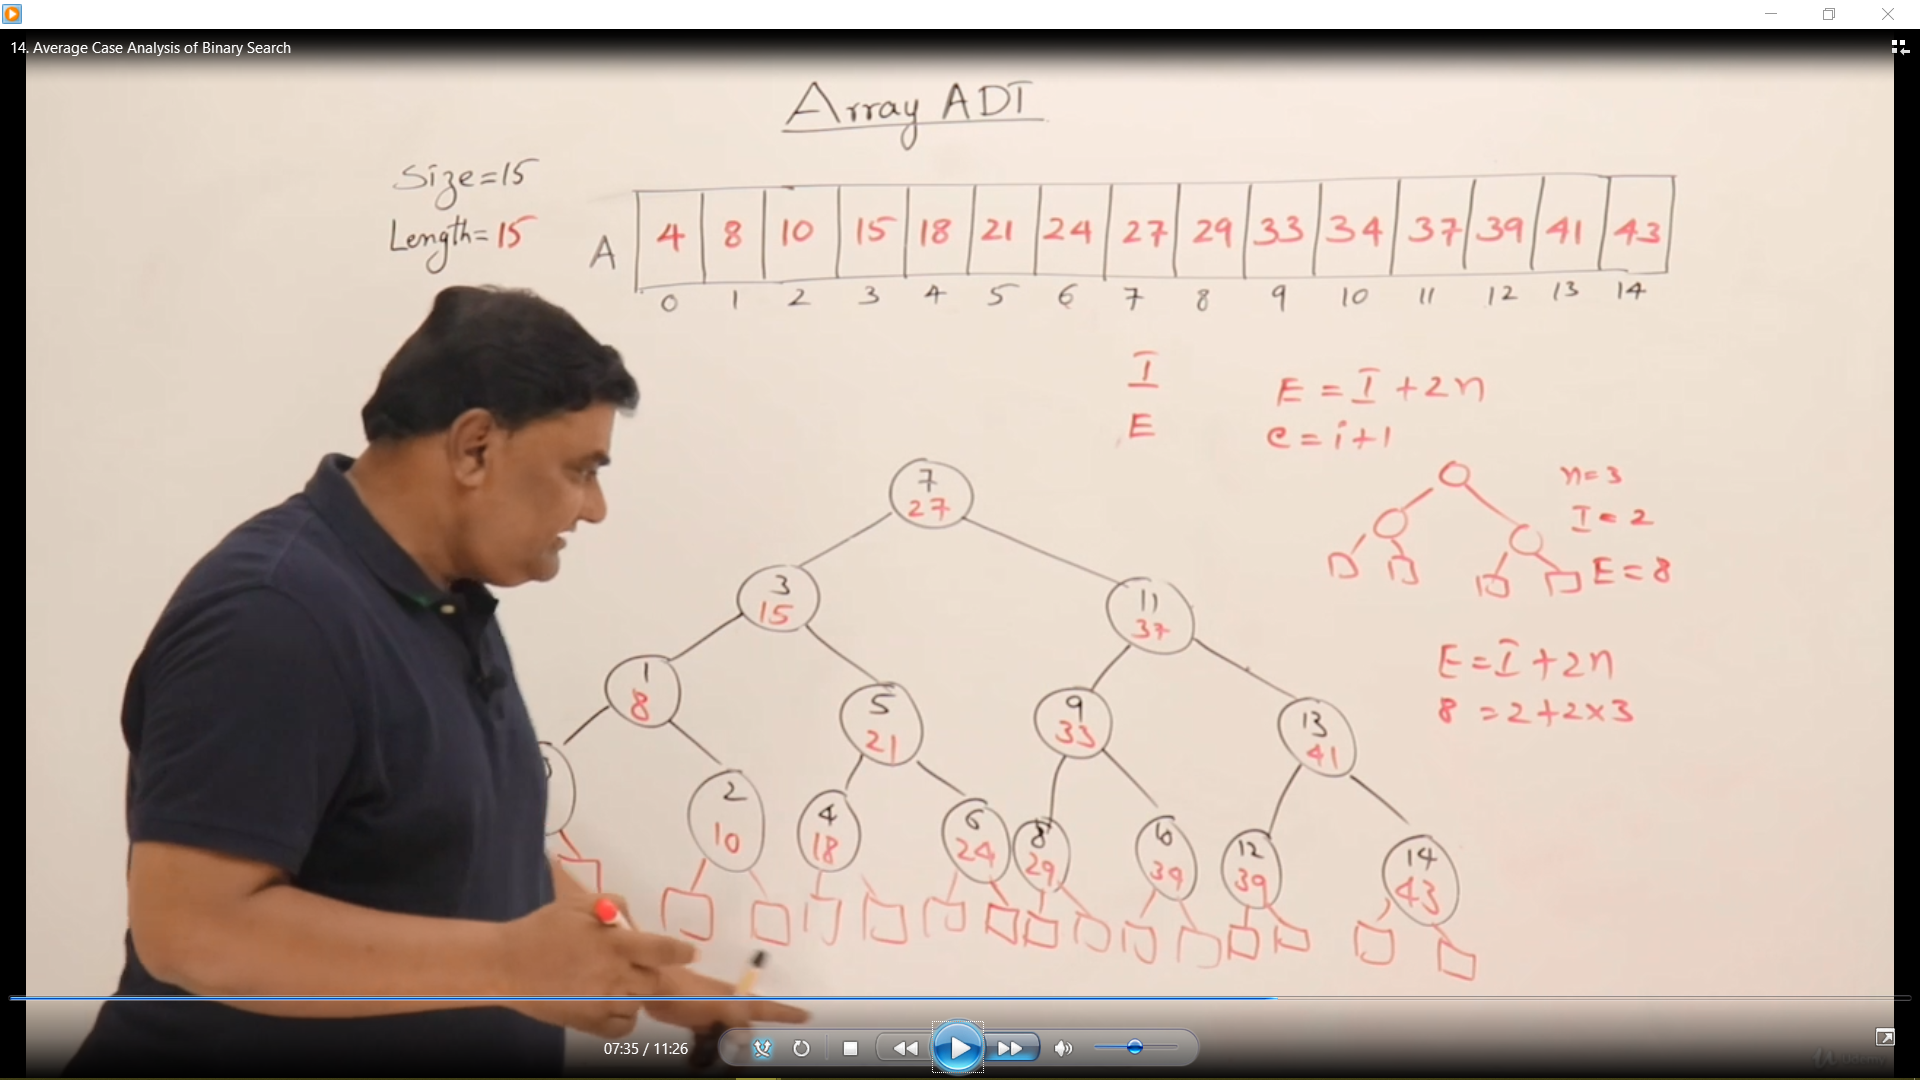 14. Average Case Analysis of Binary Search
Array ADT
Size=15
Length=15
A 4 8 10 15 18 21 24 27 29 33 34 37 39 41 43
0 1 2 3 4 5 6 7 8 9 10 11 12 13 14
I
E
E = I + 2n
e = i+1
n=3
I = 2
E = 8
E = I + 2n
8 = 2+2×3
7
27
3
15
11
37
1
8
5
21
9
33
13
41
2
10
4
18
6
24
8
29
39
12
39
14
43
07:35 / 11:26
udemy